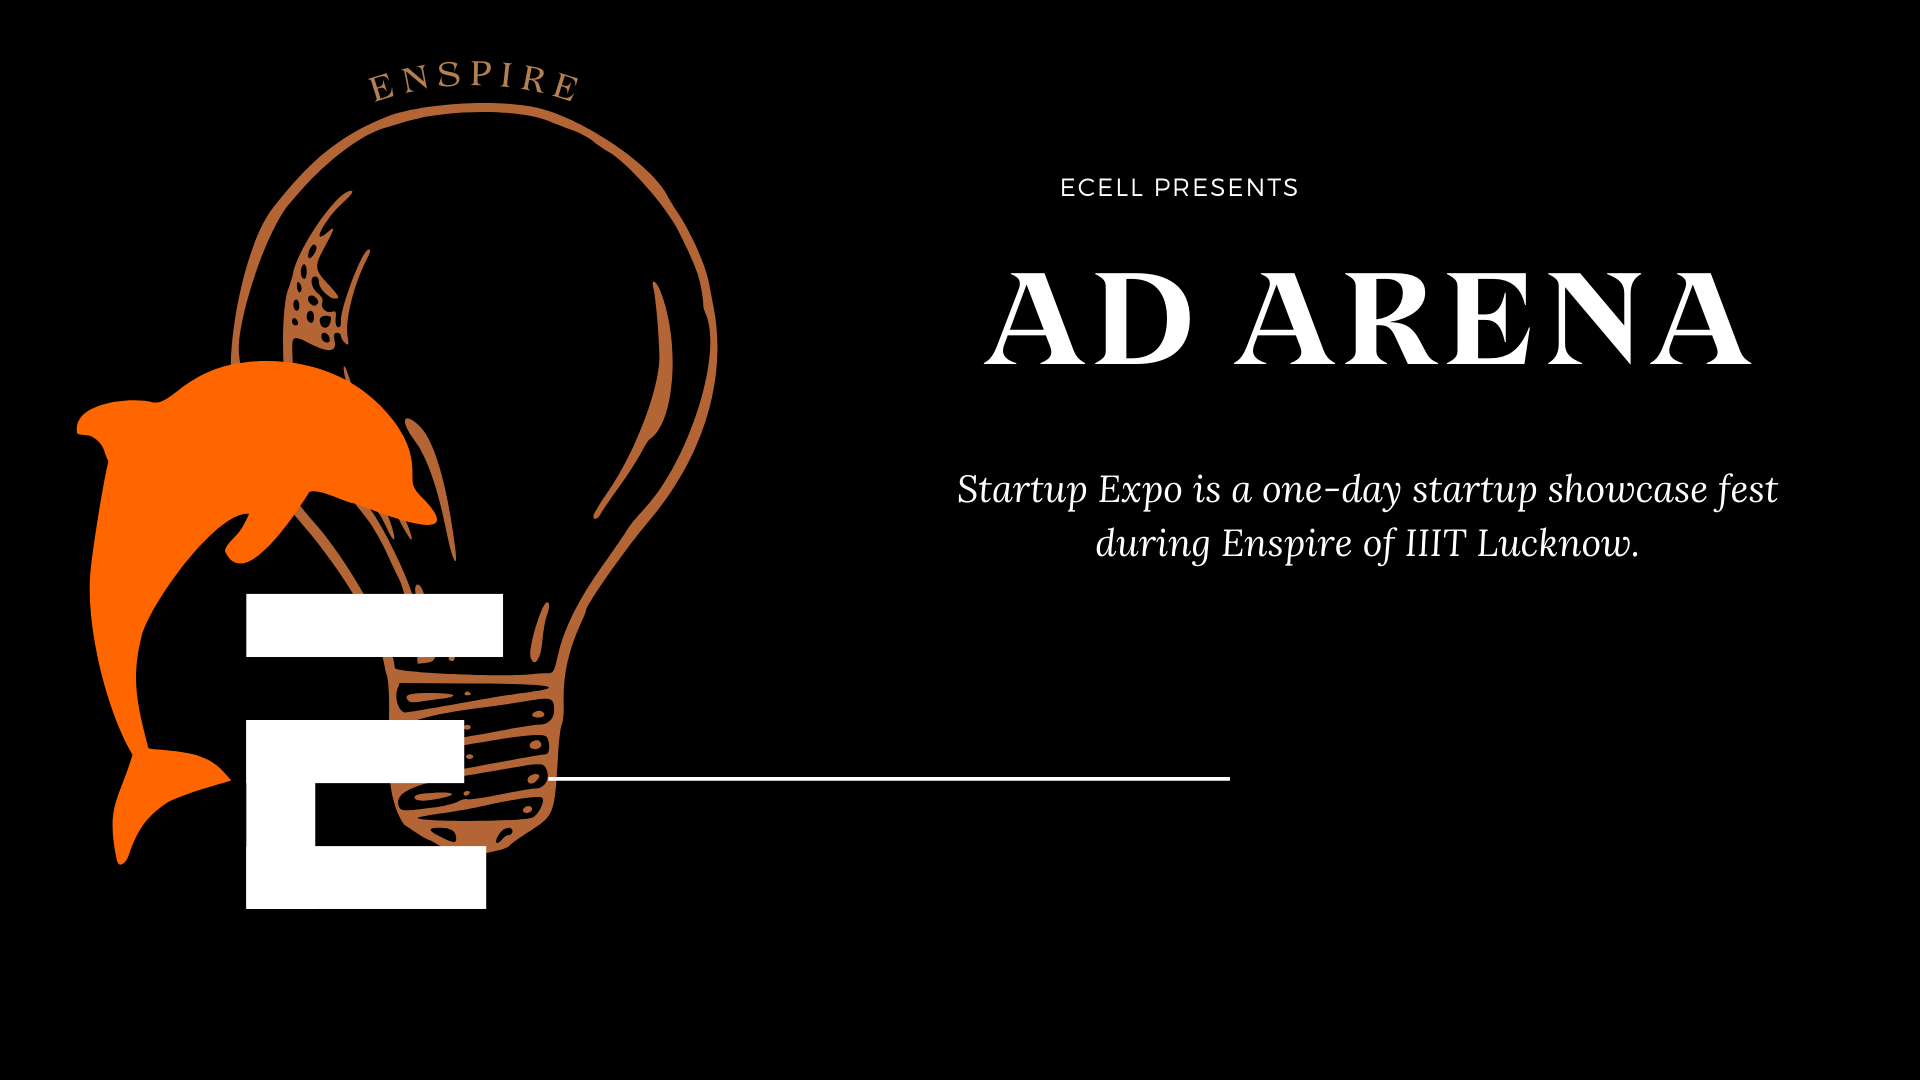 ENSPIRE
ECELL PRESENTS
AD ARENA
Startup Expo is a one-day startup showcase fest
during Enspire of IIIT Lucknow.
E